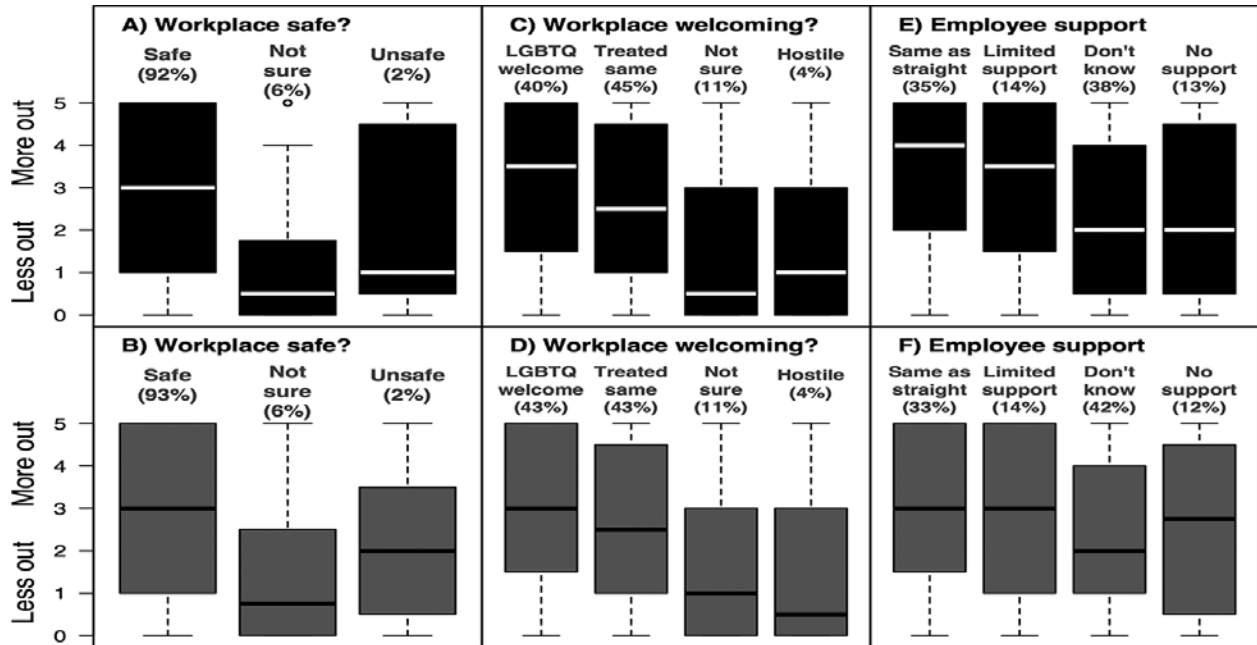 A) Workplace safe?
Safe
(92%)
Not
sure
(6%)
Unsafe
(2%)
C) Workplace welcoming?
LGBTQ
welcome
(40%)
Treated
same
(45%)
Not
sure
(11%)
Hostile
(4%)
E) Employee support
Same as
straight
(35%)
Limited
support
(14%)
Don't
know
(38%)
No
support
(13%)
More out
Less out
5
4
3
2
1
0
B) Workplace safe?
Safe
(93%)
Not
sure
(6%)
Unsafe
(2%)
D) Workplace welcoming?
LGBTQ
welcome
(43%)
Treated
same
(43%)
Not
sure
(11%)
Hostile
(4%)
F) Employee support
Same as
straight
(33%)
Limited
support
(14%)
Don't
know
(42%)
No
support
(12%)
More out
Less out
5
4
3
2
1
0